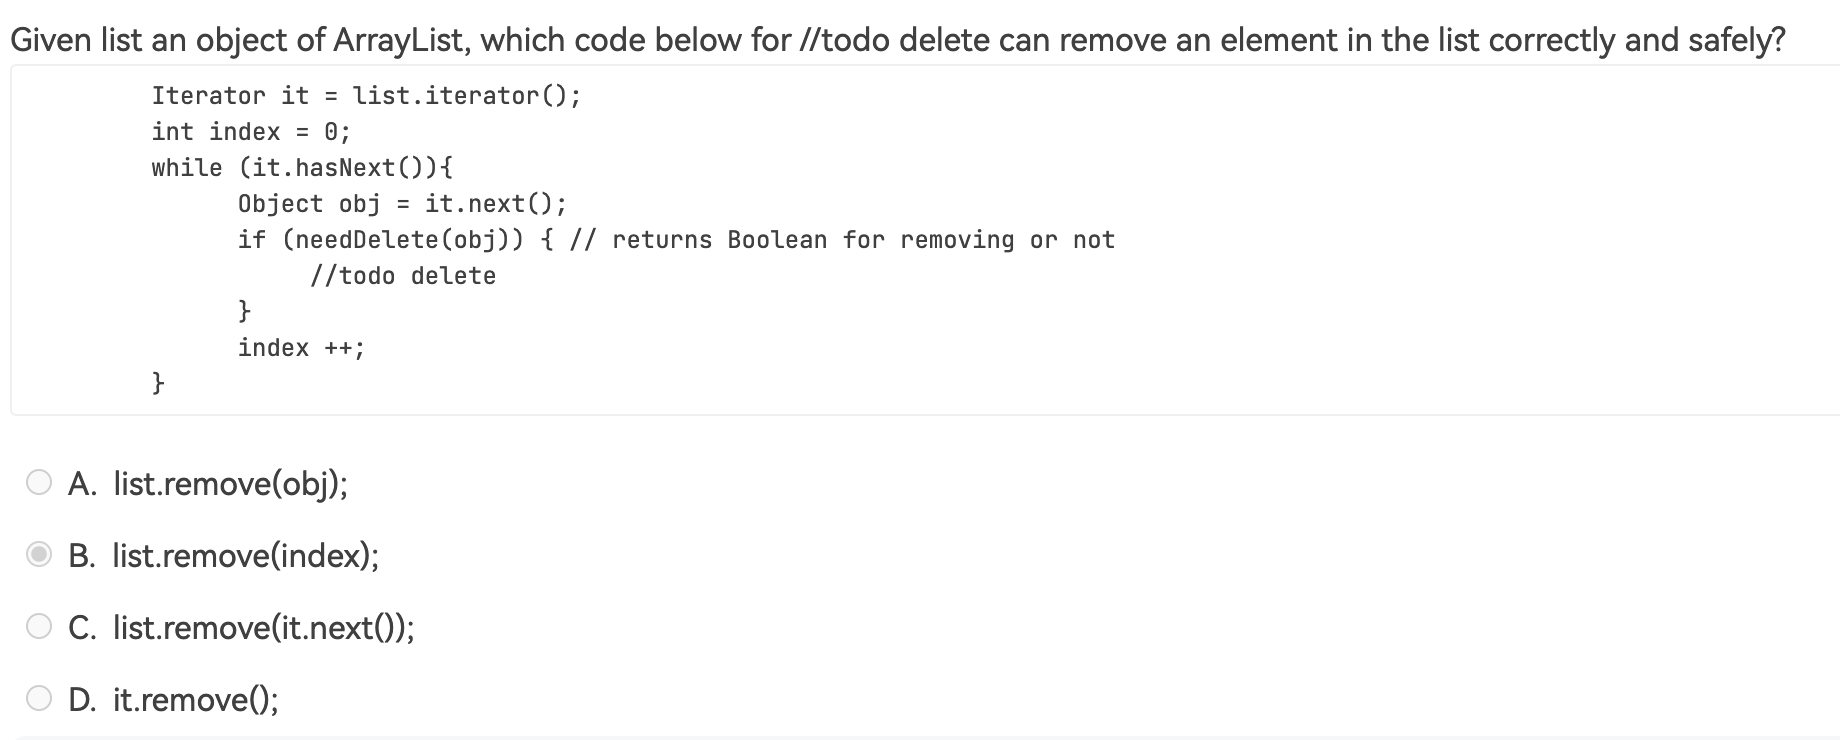 Given list an object of ArrayList, which code below for //todo delete can remove an element in the list correctly and safely?
Iterator it = list.iterator();
int index = 0;
while (it.hasNext()){
Object obj = it.next();
if (needDelete(obj)) { // returns Boolean for removing or not
//todo delete
}
index ++;
}
A. list.remove(obj);
B. list.remove(index);
C. list.remove(it.next());
D. it.remove();